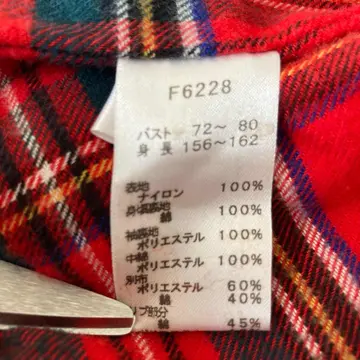 F6228
バスト 72～ 80
身長 156～162
表地
ナイロン 100%
身頃裏地
綿 100%
袖裏地
ポリエステル 100%
中綿
ポリエステル 100%
別布
ポリエステル 60%
綿 40%
リブ部分
綿 45%